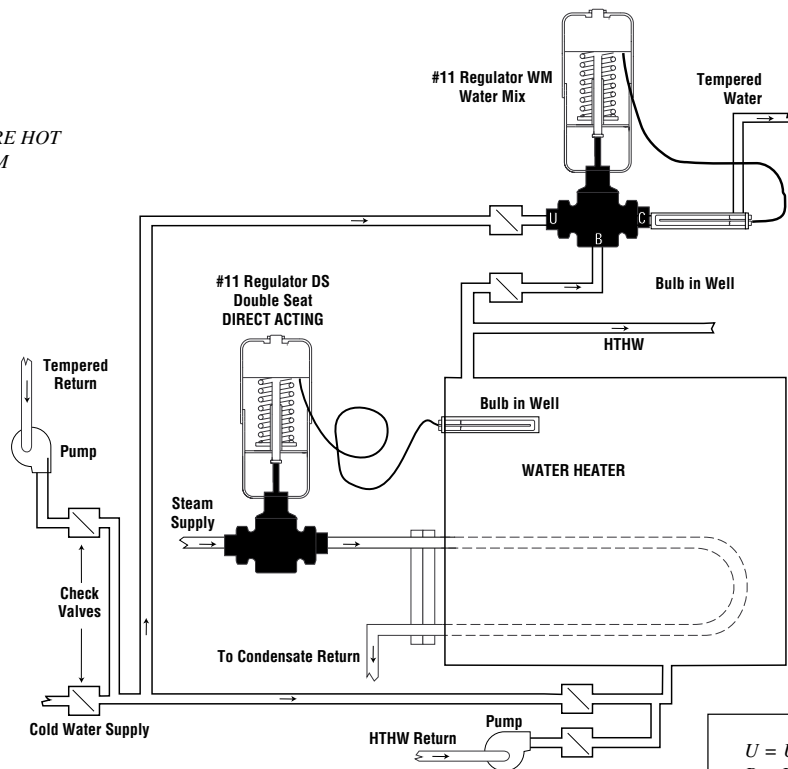 #11 Regulator WM
Water Mix
Tempered
Water
RE HOT
M
U
C
B
Bulb in Well
#11 Regulator DS
Double Seat
DIRECT ACTING
HTHW
Tempered
Return
Bulb in Well
Pump
WATER HEATER
Steam
Supply
Check
Valves
To Condensate Return
Cold Water Supply
Pump
HTHW Return
U = U